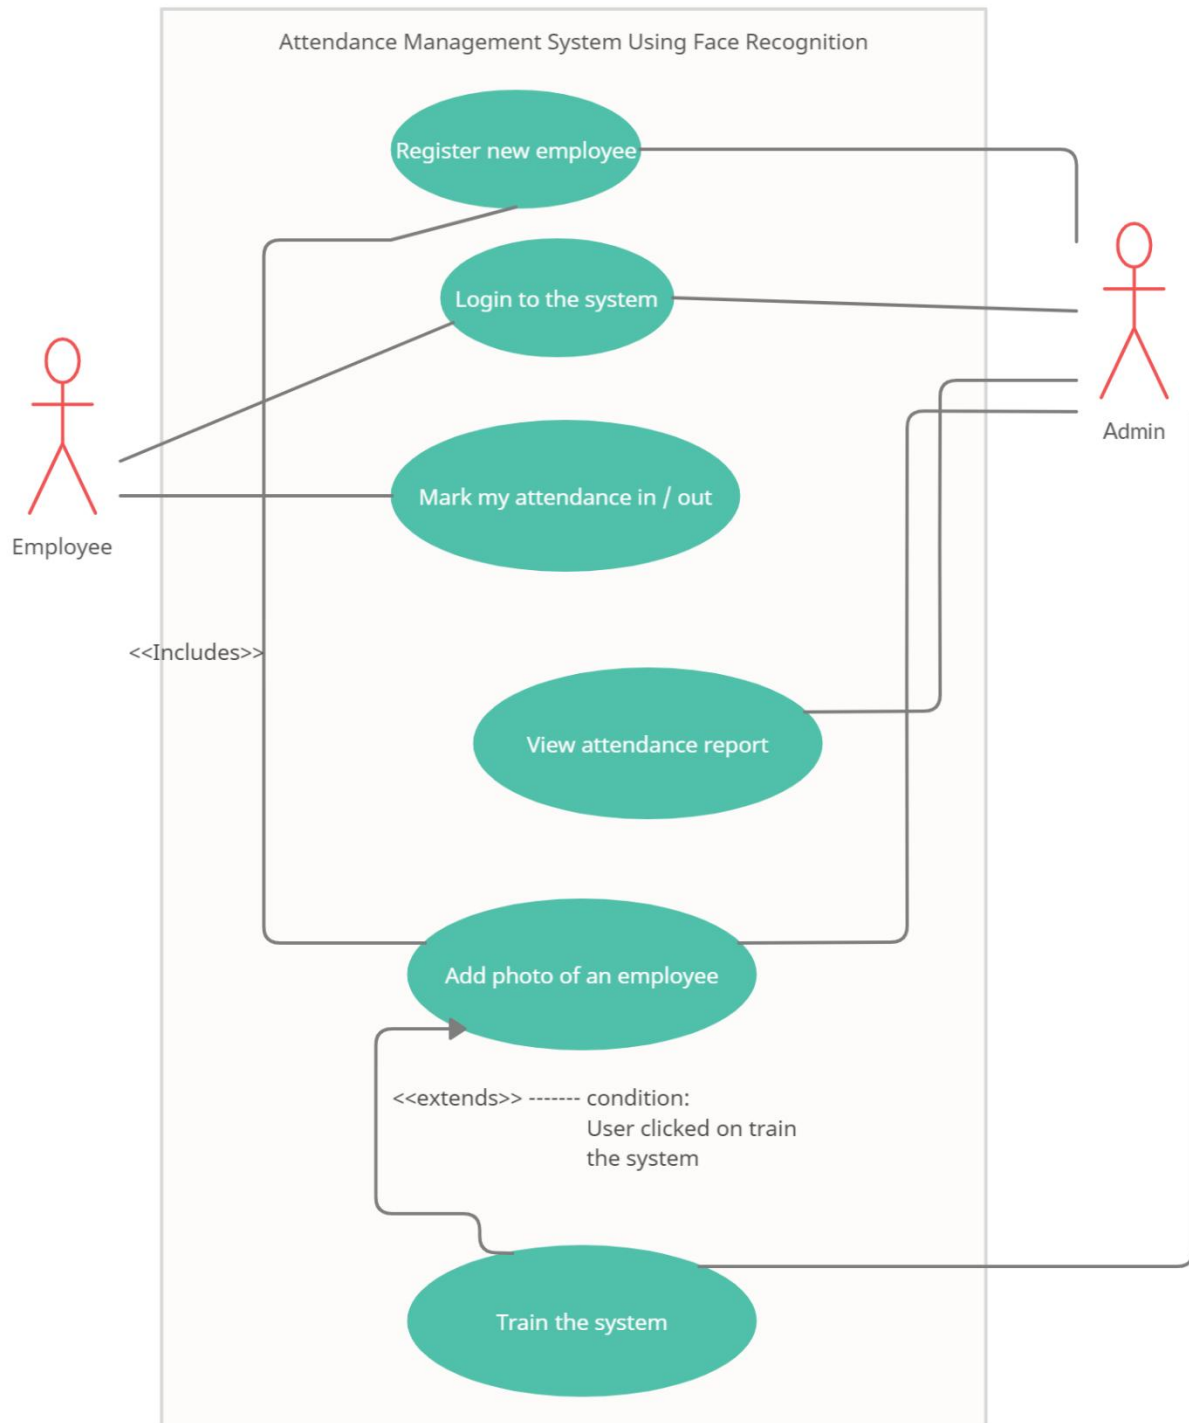 Attendance Management System Using Face Recognition
Register new employee
Login to the system
Admin
Mark my attendance in / out
Employee
<<Includes>>
View attendance report
Add photo of an employee
<<extends>> ------- condition:
User clicked on train
the system
Train the system